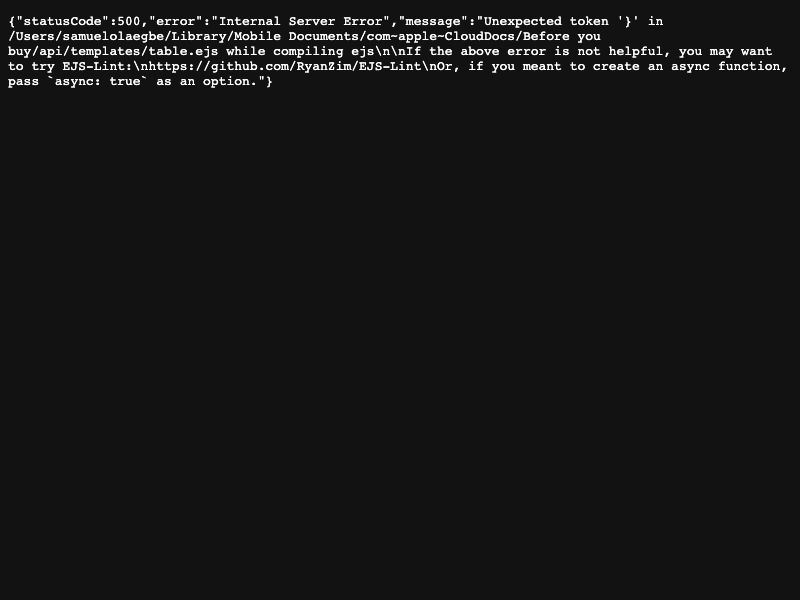 {"statusCode":500,"error":"Internal Server Error","message":"Unexpected token '}' in
/Users/samuelolaegbe/Library/Mobile Documents/com~apple~CloudDocs/Before you
buy/api/templates/table.ejs while compiling ejs\n\nIf the above error is not helpful, you may want
to try EJS-Lint:\nhttps://github.com/RyanZim/EJS-Lint\nOr, if you meant to create an async function,
pass `async: true` as an option."}